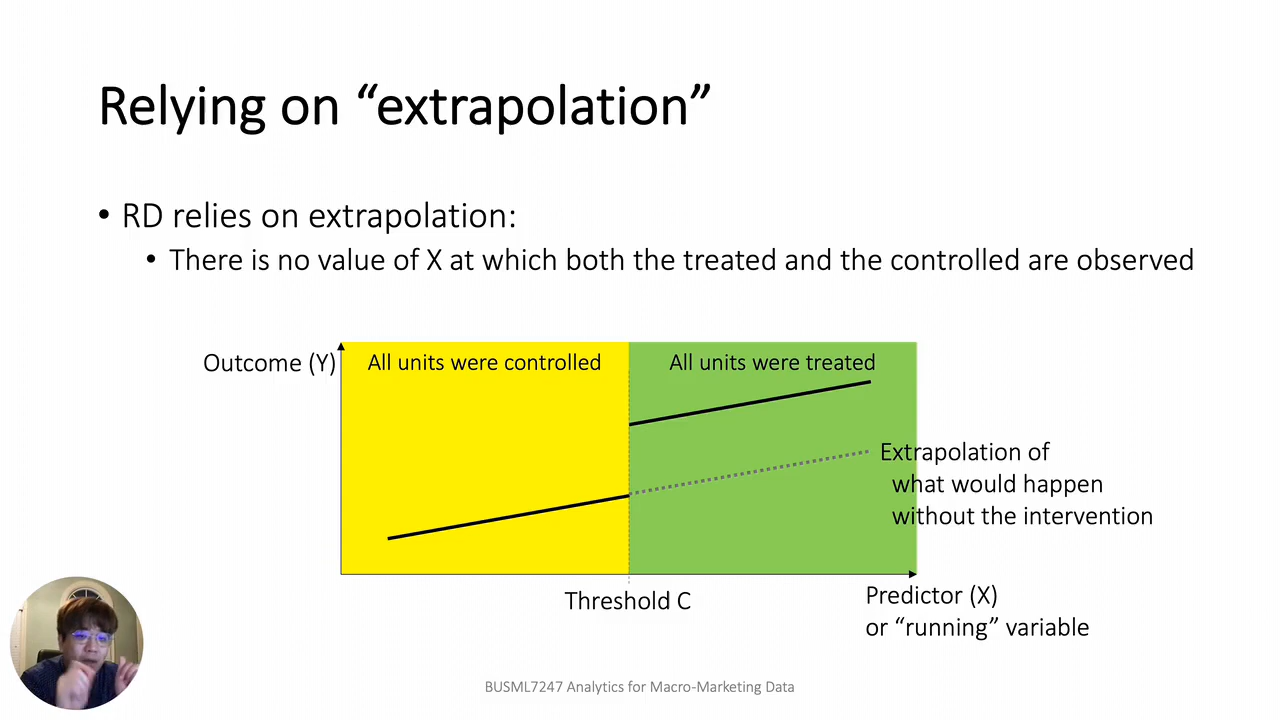 Relying on “extrapolation”
• RD relies on extrapolation:
• There is no value of X at which both the treated and the controlled are observed
Outcome (Y)
All units were controlled
All units were treated
Extrapolation of
what would happen
without the intervention
Threshold C
Predictor (X)
or “running” variable
BUSML7247 Analytics for Macro-Marketing Data